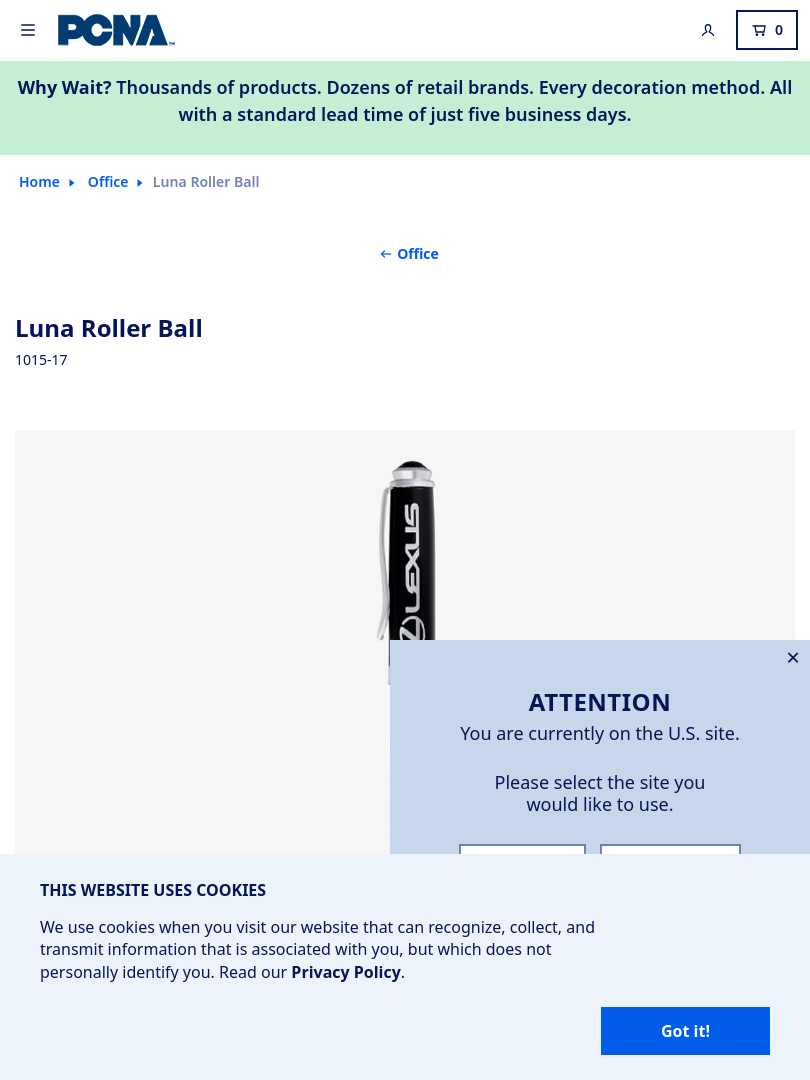 PCNA
0
Why Wait? Thousands of products. Dozens of retail brands. Every decoration method. All
with a standard lead time of just five business days.
Home
Office
Luna Roller Ball
Office
Luna Roller Ball
1015-17
LEXUS
ATTENTION
You are currently on the U.S. site.
Please select the site you
would like to use.
THIS WEBSITE USES COOKIES
We use cookies when you visit our website that can recognize, collect, and
transmit information that is associated with you, but which does not
personally identify you. Read our Privacy Policy.
Got it!